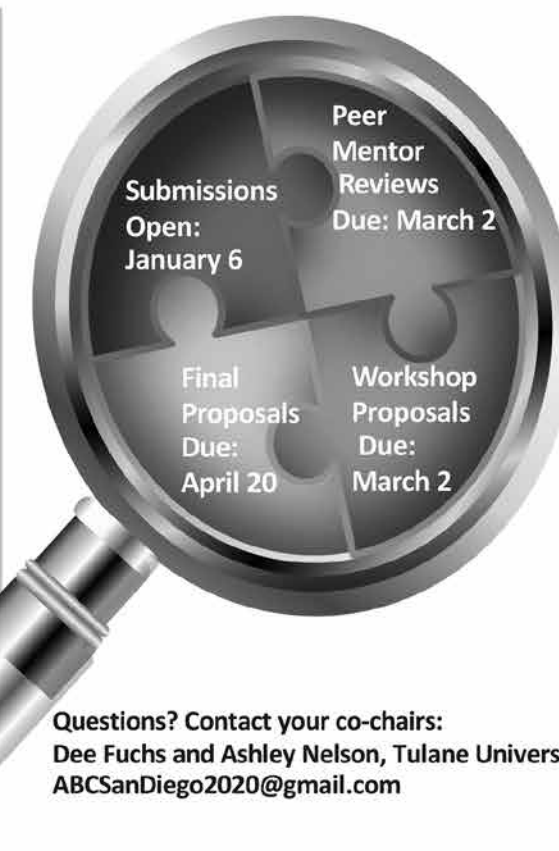 Submissions
Open:
January 6
Peer
Mentor
Reviews
Due: March 2
Final
Proposals
Due:
April 20
Workshop
Proposals
Due:
March 2
Questions? Contact your co-chairs:
Dee Fuchs and Ashley Nelson, Tulane Univers
ABCSanDiego2020@gmail.com